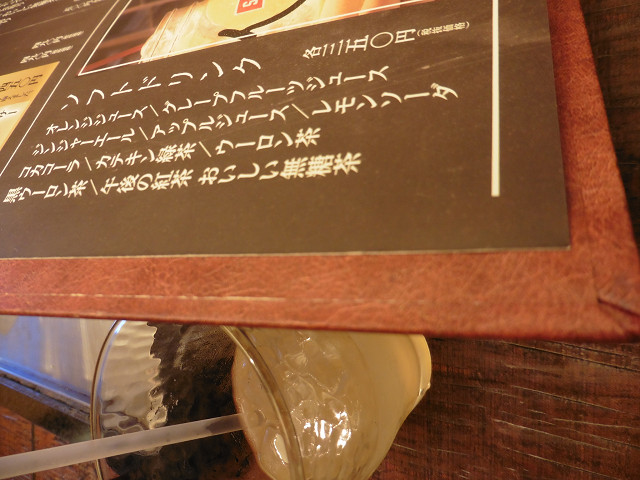 ソフトドリンク
各三五〇円(税抜価格)
オレンジジュース/グレープフルーツジュース
ジンジャーエール/アップルジュース/レモンソーダ
コカコーラ/カテキン緑茶/ウーロン茶
黒ウーロン茶/午後の紅茶 おいしい無糖茶